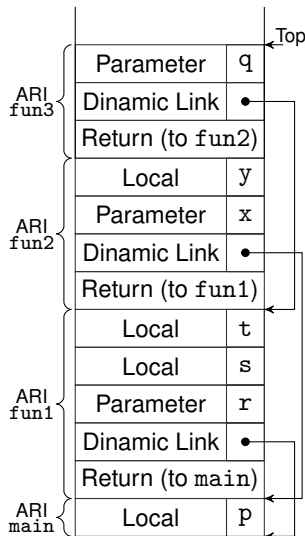 Top
ARI
fun3
Parameter q
Dinamic Link
Return (to fun2)
ARI
fun2
Local y
Parameter x
Dinamic Link
Return (to fun1)
ARI
fun1
Local t
Local s
Parameter r
Dinamic Link
Return (to main)
ARI
main
Local p